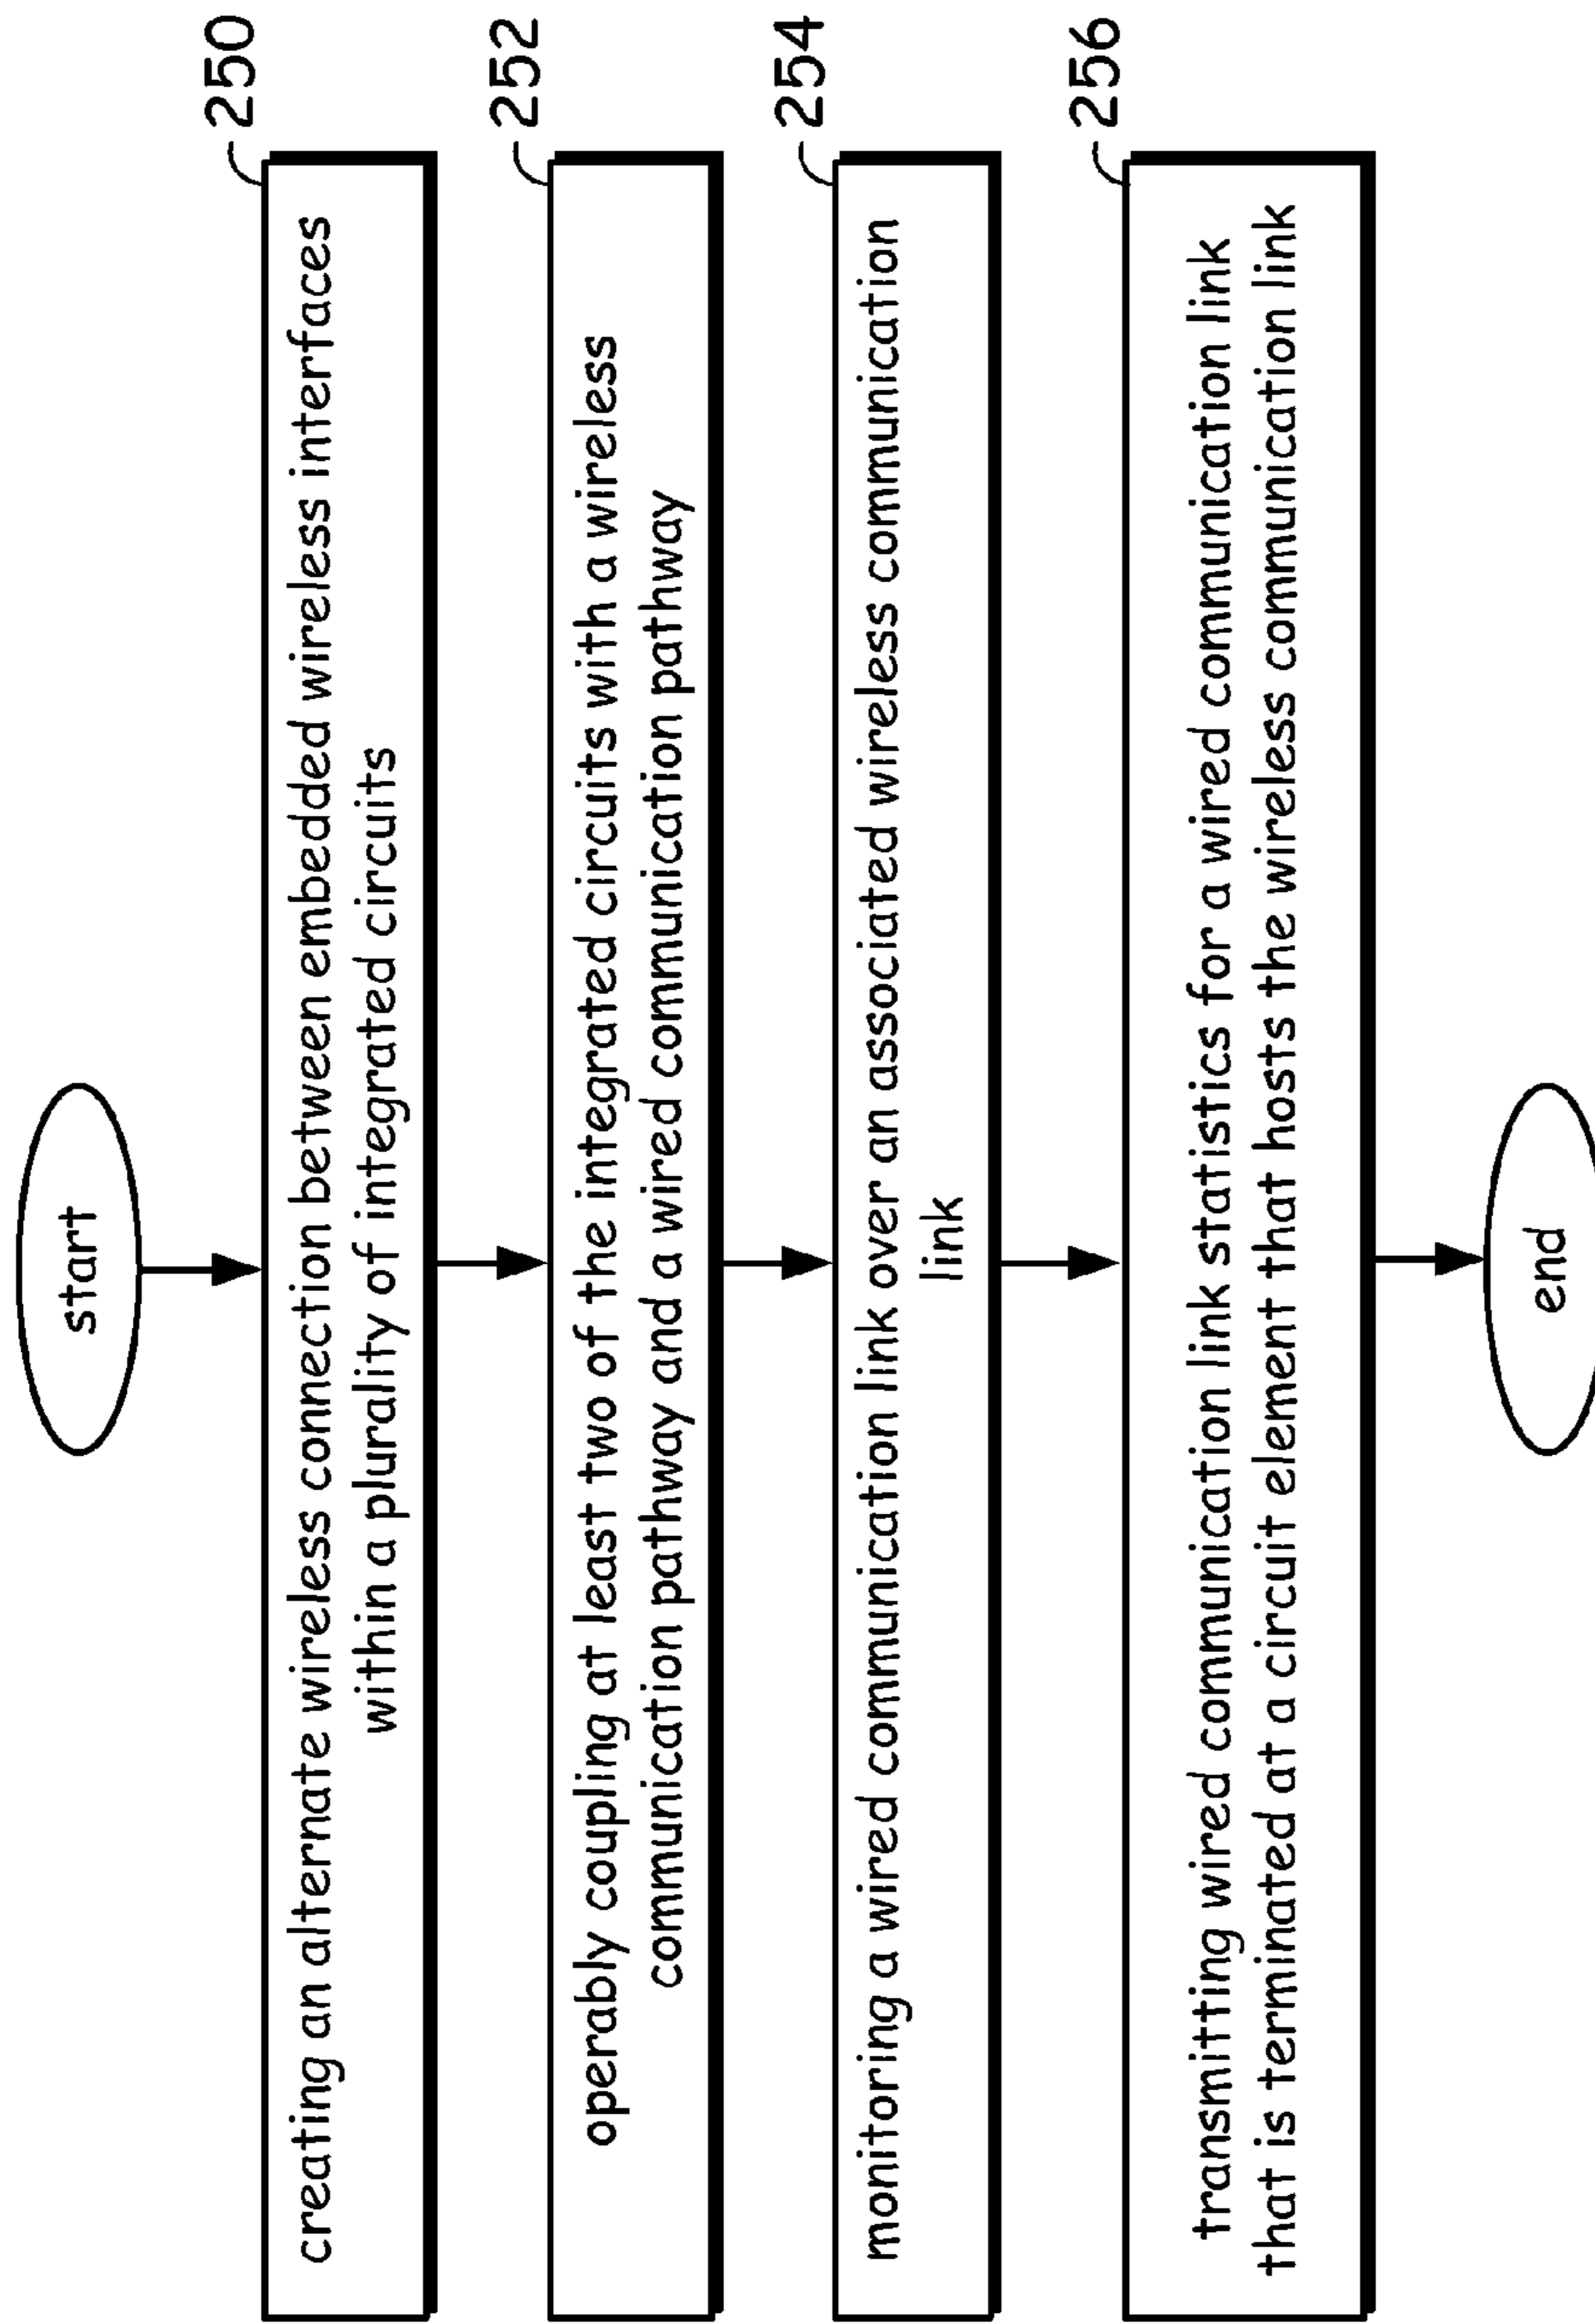 start
250
creating an alternate wireless connection between embedded wireless interfaces
within a plurality of integrated circuits
252
operably coupling at least two of the integrated circuits with a wireless
communication pathway and a wired communication pathway
254
monitoring a wired communication link over an associated wireless communication
link
256
transmitting wired communication link statistics for a wired communication link
that is terminated at a circuit element that hosts the wireless communication link
end